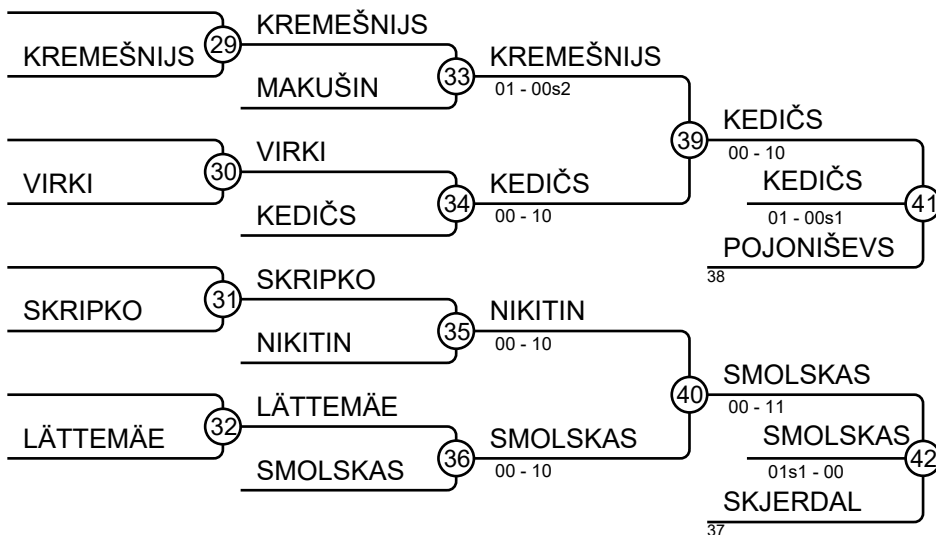 KREMEŠNIJS
29
KREMEŠNIJS
MAKUŠIN
33
KREMEŠNIJS
01 - 00s2
VIRKI
30
VIRKI
KEDIČS
34
KEDIČS
00 - 10
39
KEDIČS
00 - 10
KEDIČS
01 - 00s1
41
POJONIŠEVS
38
SKRIPKO
31
SKRIPKO
NIKITIN
35
NIKITIN
00 - 10
LÄTTEMÄE
32
LÄTTEMÄE
SMOLSKAS
36
SMOLSKAS
00 - 10
40
SMOLSKAS
00 - 11
SMOLSKAS
01s1 - 00
42
SKJERDAL
37